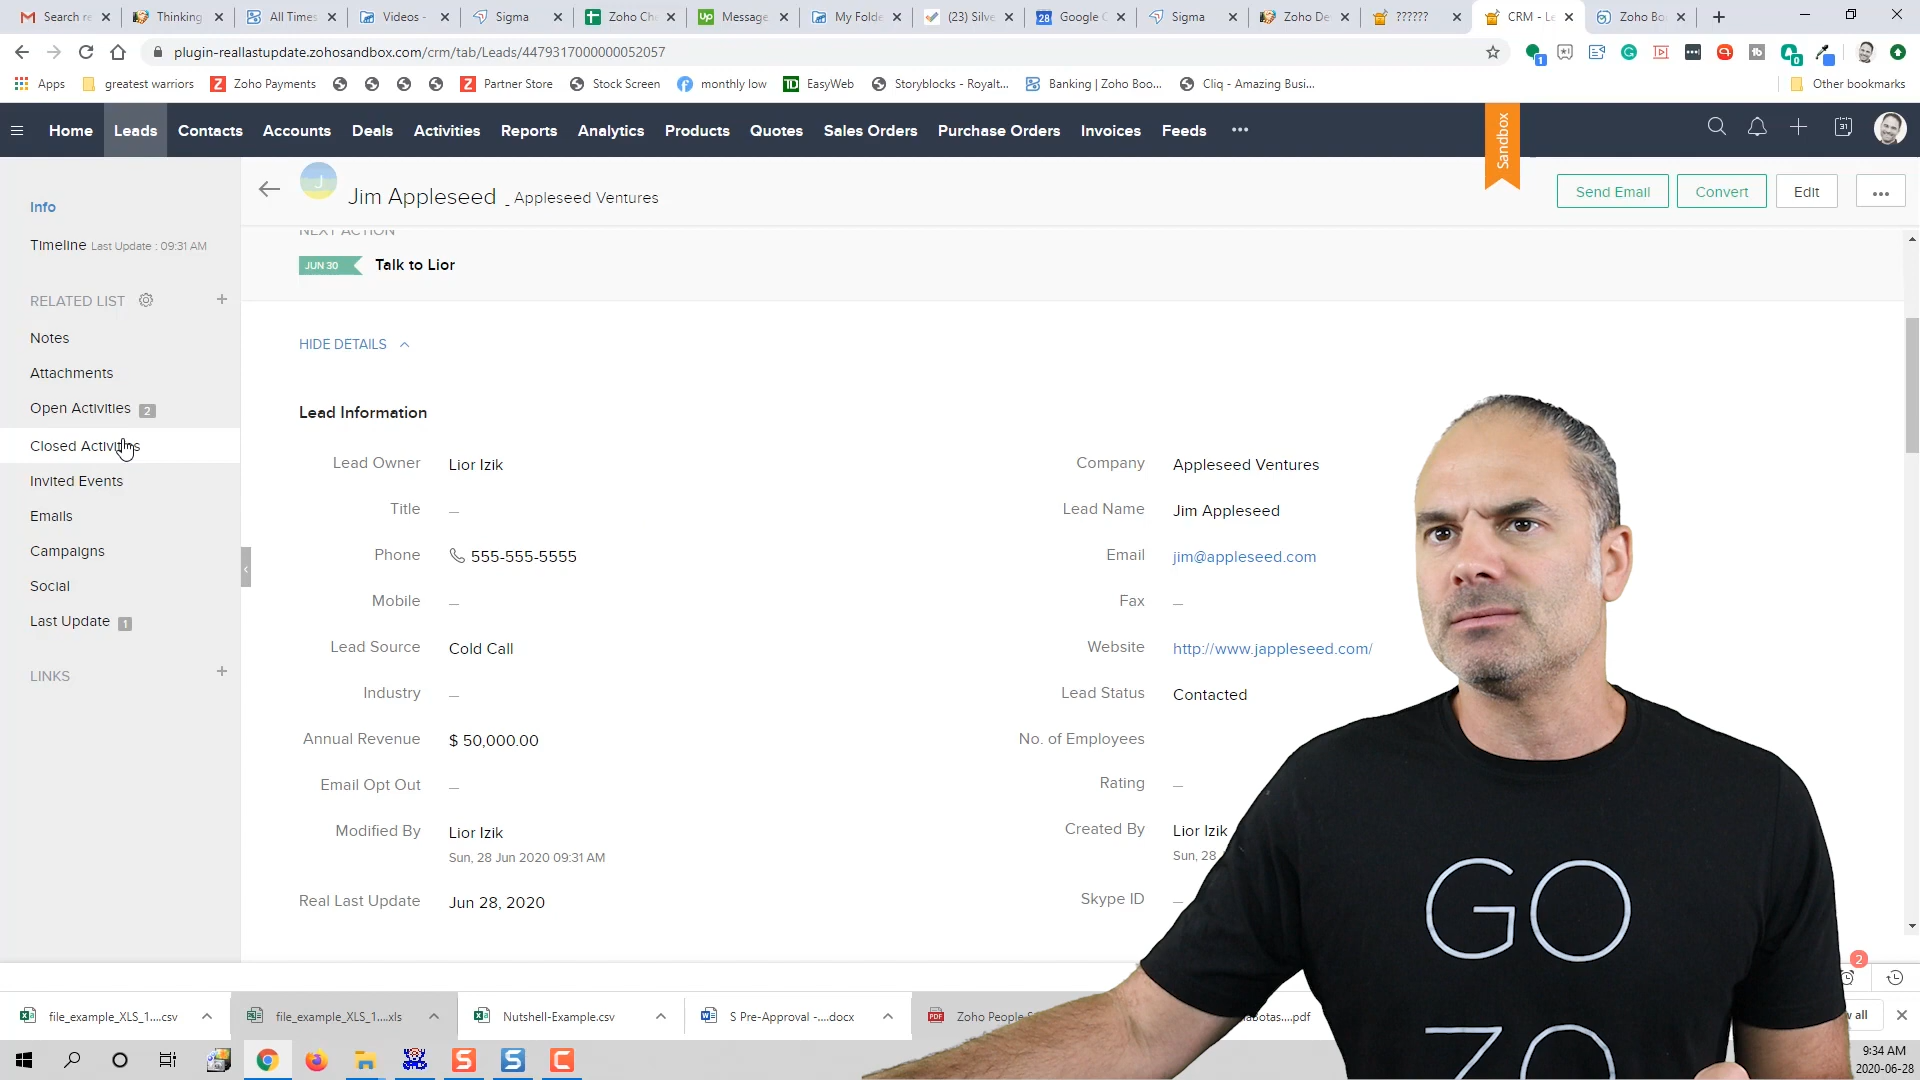 Search re
Thinking
All Times
Videos -
Sigma
Zoho Ch
Message
My Folde
(23) Silve
Google C
Sigma
Zoho De
??????
CRM - Le
Zoho Bo
plugin-reallastupdate.zohosandbox.com/crm/tab/Leads/4479317000000052057
Apps
greatest warriors
Zoho Payments
Partner Store
Stock Screen
monthly low
EasyWeb
Storyblocks - Royalt...
Banking | Zoho Boo...
Cliq - Amazing Busi...
Other bookmarks
Home
Leads
Contacts
Accounts
Deals
Activities
Reports
Analytics
Products
Quotes
Sales Orders
Purchase Orders
Invoices
Feeds
Sandbox
Info
Timeline Last Update : 09:31 AM
RELATED LIST
Notes
Attachments
Open Activities 2
Closed Activities
Invited Events
Emails
Campaigns
Social
Last Update 1
LINKS
J
Jim Appleseed - Appleseed Ventures
Send Email
Convert
Edit
NEXT ACTION
JUN 30 Talk to Lior
HIDE DETAILS
Lead Information
Lead Owner Lior Izik
Company Appleseed Ventures
Title —
Lead Name Jim Appleseed
Phone 555-555-5555
Email jim@appleseed.com
Mobile —
Fax —
Lead Source Cold Call
Website http://www.jappleseed.com/
Industry —
Lead Status Contacted
Annual Revenue $ 50,000.00
No. of Employees
Email Opt Out —
Rating —
Modified By Lior Izik
Sun, 28 Jun 2020 09:31 AM
Created By Lior Izik
Sun, 28
Real Last Update Jun 28, 2020
Skype ID —
GO
ZO
2
file_example_XLS_1....csv
file_example_XLS_1....xls
Nutshell-Example.csv
S Pre-Approval -....docx
Zoho People S
abotas....pdf
w all
9:34 AM
2020-06-28